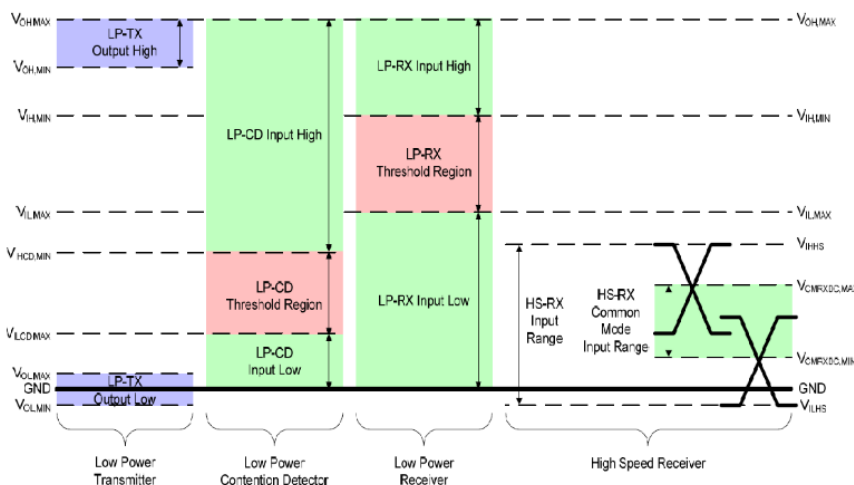 VOH,MAX
LP-TX
Output High
VOH,MIN
VIH,MIN
VIL,MAX
VIHCD,MIN
VILCD,MAX
VOL,MAX
GND
LP-TX
Output Low
VOL,MIN
LP-CD Input High
LP-CD
Threshold Region
LP-CD
Input Low
LP-RX Input High
LP-RX
Threshold Region
LP-RX Input Low
HS-RX
Input
Range
HS-RX
Common
Mode
Input Range
VOH,MAX
VIH,MIN
VIL,MAX
VIHHS
VCMRXDC,MAX
VCMRXDC,MIN
GND
VILHS
Low Power
Transmitter
Low Power
Contention Detector
Low Power
Receiver
High Speed Receiver